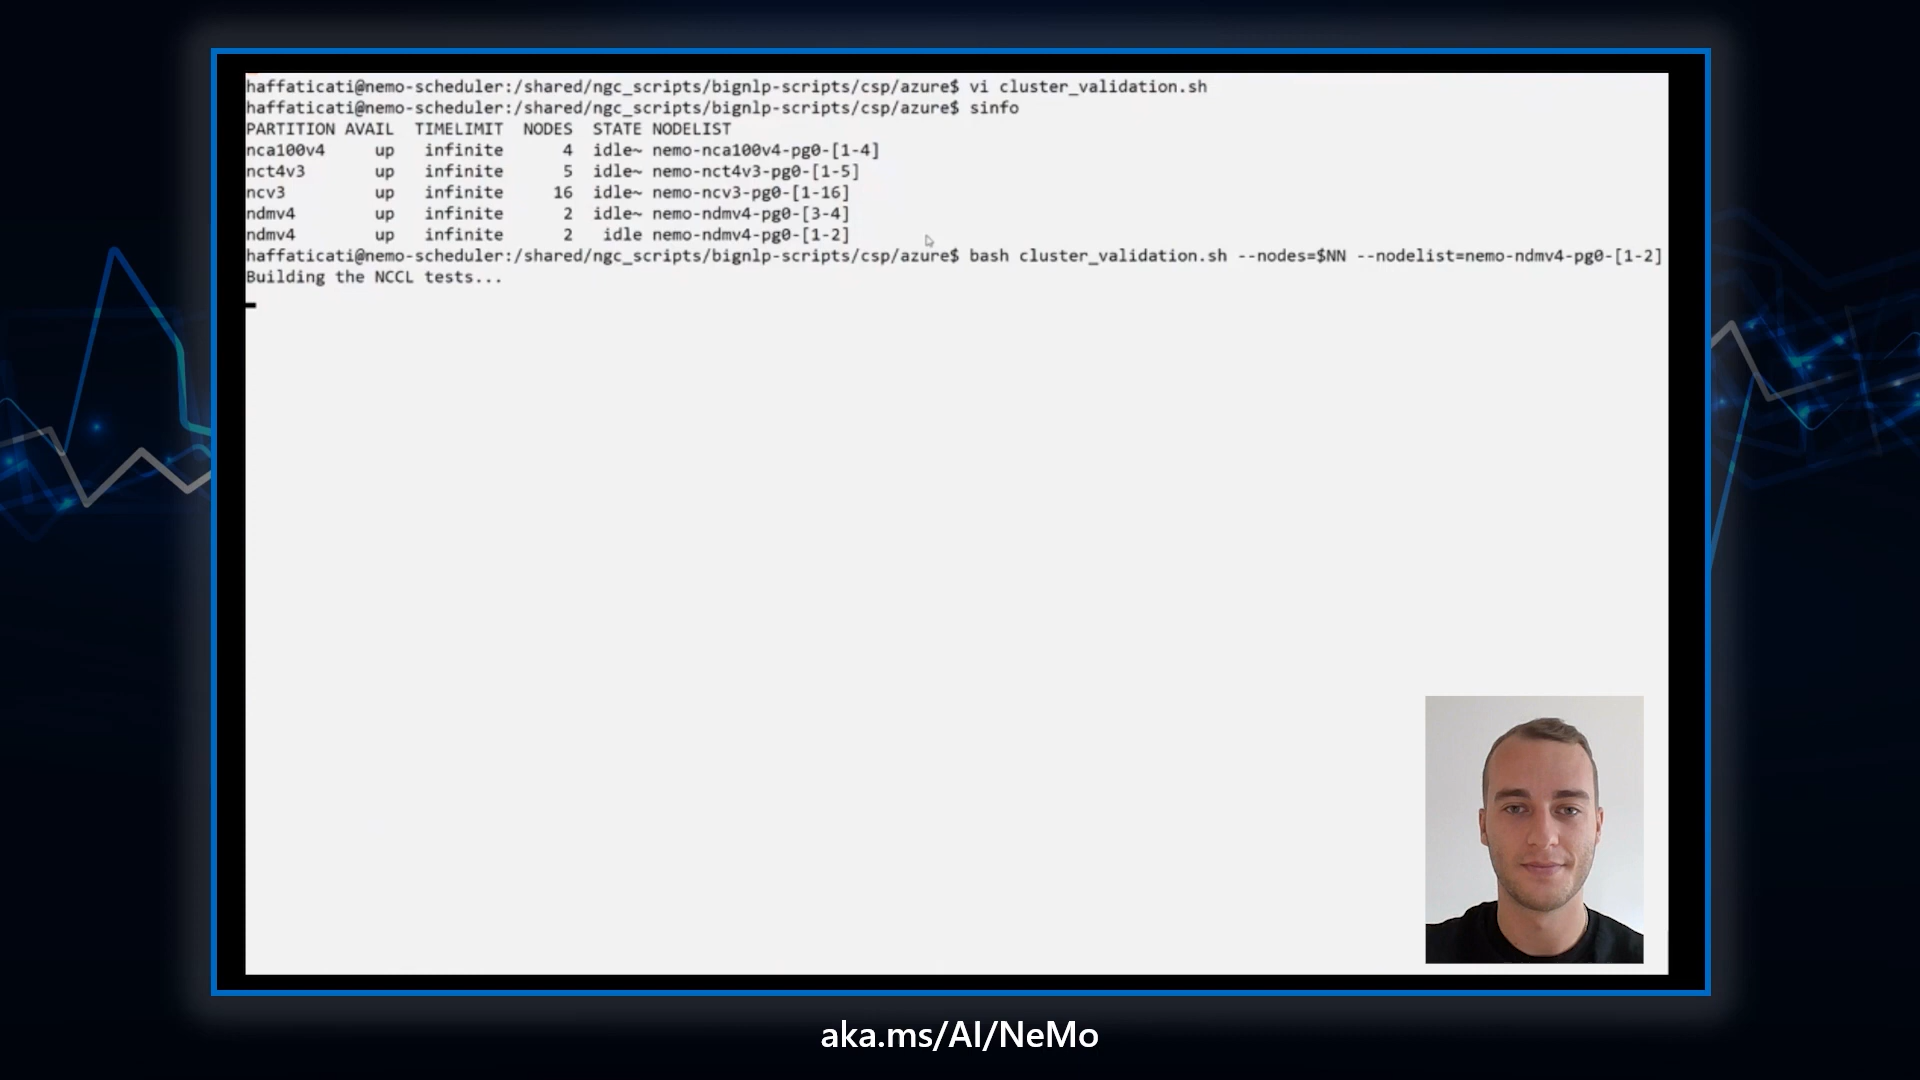 haffaticati@nemo-scheduler:/shared/ngc_scripts/bignlp-scripts/csp/azure$ vi cluster_validation.sh
haffaticati@nemo-scheduler:/shared/ngc_scripts/bignlp-scripts/csp/azure$ sinfo
PARTITION AVAIL  TIMELIMIT  NODES  STATE NODELIST
nca100v4     up   infinite      4  idle~ nemo-nca100v4-pg0-[1-4]
nct4v3       up   infinite      5  idle~ nemo-nct4v3-pg0-[1-5]
ncv3         up   infinite     16  idle~ nemo-ncv3-pg0-[1-16]
ndmv4        up   infinite      2  idle~ nemo-ndmv4-pg0-[3-4]
ndmv4        up   infinite      2   idle nemo-ndmv4-pg0-[1-2]
haffaticati@nemo-scheduler:/shared/ngc_scripts/bignlp-scripts/csp/azure$ bash cluster_validation.sh --nodes=$NN --nodelist=nemo-ndmv4-pg0-[1-2]
Building the NCCL tests...
aka.ms/AI/NeMo